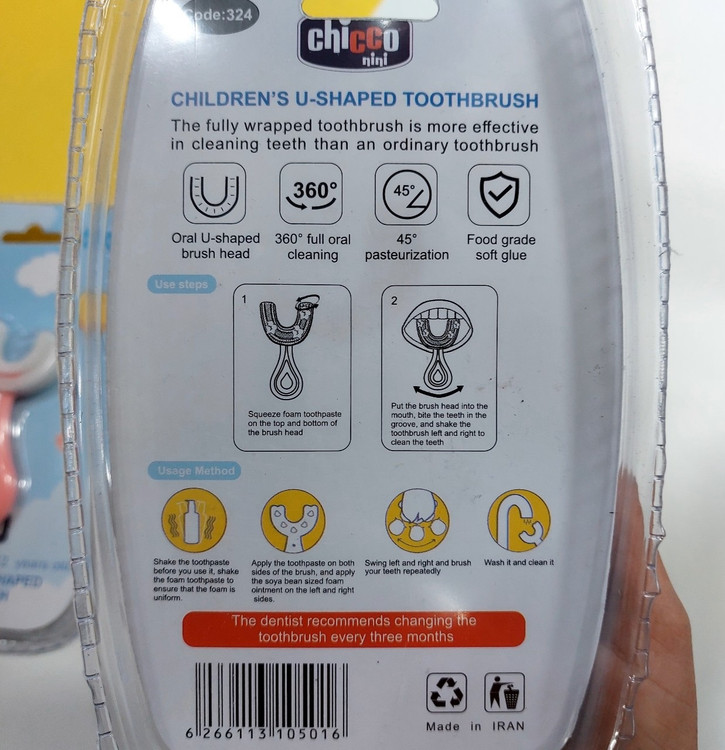 Code:324
chicco
nini
CHILDREN'S U-SHAPED TOOTHBRUSH
The fully wrapped toothbrush is more effective
in cleaning teeth than an ordinary toothbrush
360°
45°
Oral U-shaped
brush head
360° full oral
cleaning
45°
pasteurization
Food grade
soft glue
Use steps
1
Squeeze foam toothpaste
on the top and bottom of
the brush head
2
Put the brush head into the
mouth, bite the teeth in the
groove, and shake the
toothbrush left and right to
clean the teeth
Usage Method
Shake the toothpaste
before you use it, shake
the foam toothpaste to
ensure that the foam is
uniform.
Apply the toothpaste on both
sides of the brush, and apply
the soya bean sized foam
ointment on the left and right
sides.
Swing left and right and brush
your teeth repeatedly
Wash it and clean it
The dentist recommends changing the
toothbrush every three months
6 266113 105016
Made in IRAN